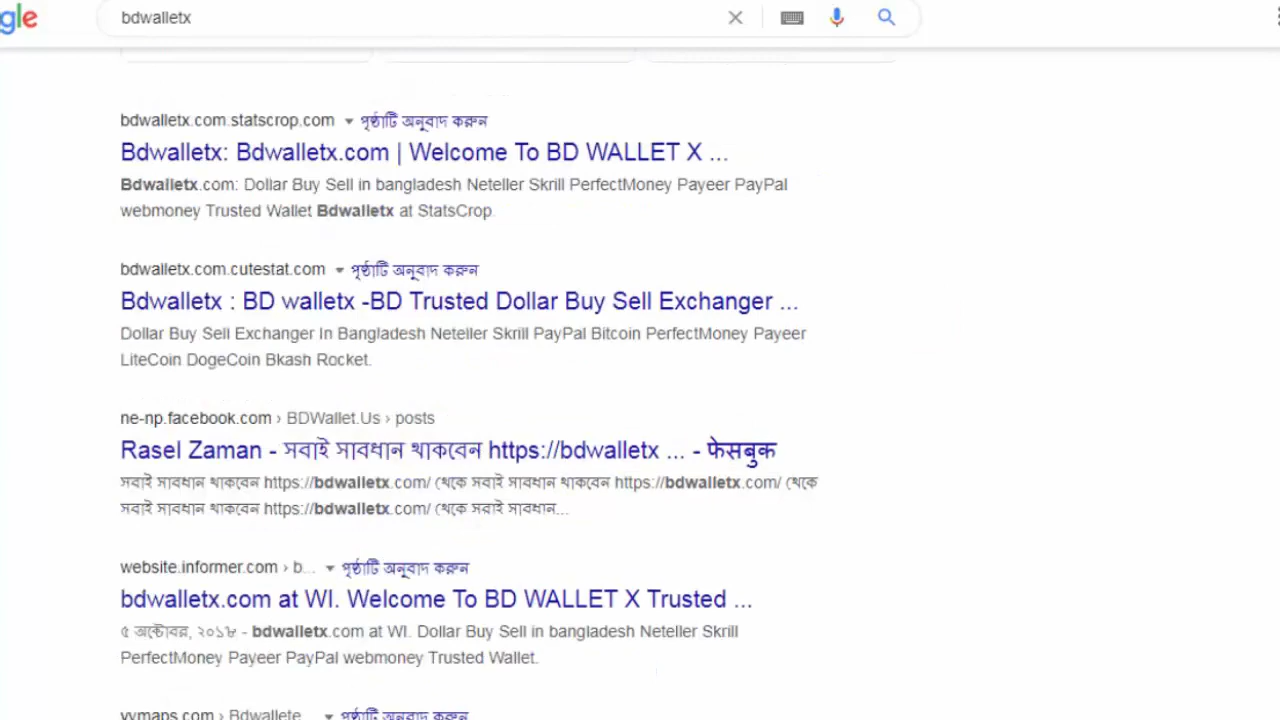 gle
bdwalletx
bdwalletx.com.statscrop.com পৃষ্ঠাটি অনুবাদ করুন
Bdwalletx: Bdwalletx.com | Welcome To BD WALLET X ...
Bdwalletx.com: Dollar Buy Sell in bangladesh Neteller Skrill PerfectMoney Payeer PayPal
webmoney Trusted Wallet Bdwalletx at StatsCrop.
bdwalletx.com.cutestat.com পৃষ্ঠাটি অনুবাদ করুন
Bdwalletx : BD walletx -BD Trusted Dollar Buy Sell Exchanger ...
Dollar Buy Sell Exchanger In Bangladesh Neteller Skrill PayPal Bitcoin PerfectMoney Payeer
LiteCoin DogeCoin Bkash Rocket.
ne-np.facebook.com › BDWallet.Us › posts
Rasel Zaman - সবাই সাবধান থাকবেন https://bdwalletx ... - फेसबुक
সবাই সাবধান থাকবেন https://bdwalletx.com/ থেকে সবাই সাবধান থাকবেন https://bdwalletx.com/ থেকে
সবাই সাবধান থাকবেন https://bdwalletx.com/ থেকে সবাই সাবধান...
website.informer.com › b... পৃষ্ঠাটি অনুবাদ করুন
bdwalletx.com at WI. Welcome To BD WALLET X Trusted ...
৫ অক্টোবর, ২০১৮ - bdwalletx.com at WI. Dollar Buy Sell in bangladesh Neteller Skrill
PerfectMoney Payeer PayPal webmoney Trusted Wallet.
yymaps.com › Bdwallete... পৃষ্ঠাটি অনুবাদ করুন